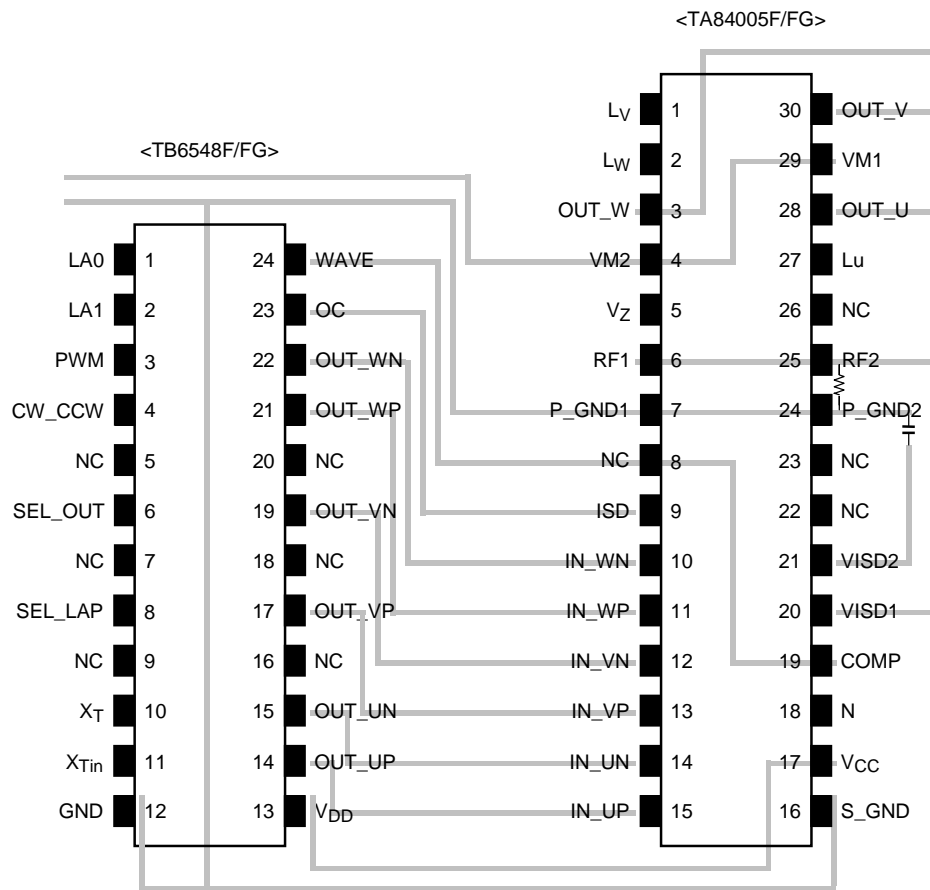 <TA84005F/FG>
<TB6548F/FG>
LV 1 30 OUT_V
LW 2 29 VM1
OUT_W 3 28 OUT_U
VM2 4 27 Lu
VZ 5 26 NC
RF1 6 25 RF2
P_GND1 7 24 P_GND2
NC 8 23 NC
ISD 9 22 NC
IN_WN 10 21 VISD2
IN_WP 11 20 VISD1
IN_VN 12 19 COMP
IN_VP 13 18 N
IN_UN 14 17 VCC
IN_UP 15 16 S_GND
LA0 1 24 WAVE
LA1 2 23 OC
PWM 3 22 OUT_WN
CW_CCW 4 21 OUT_WP
NC 5 20 NC
SEL_OUT 6 19 OUT_VN
NC 7 18 NC
SEL_LAP 8 17 OUT_VP
NC 9 16 NC
XT 10 15 OUT_UN
XTin 11 14 OUT_UP
GND 12 13 VDD